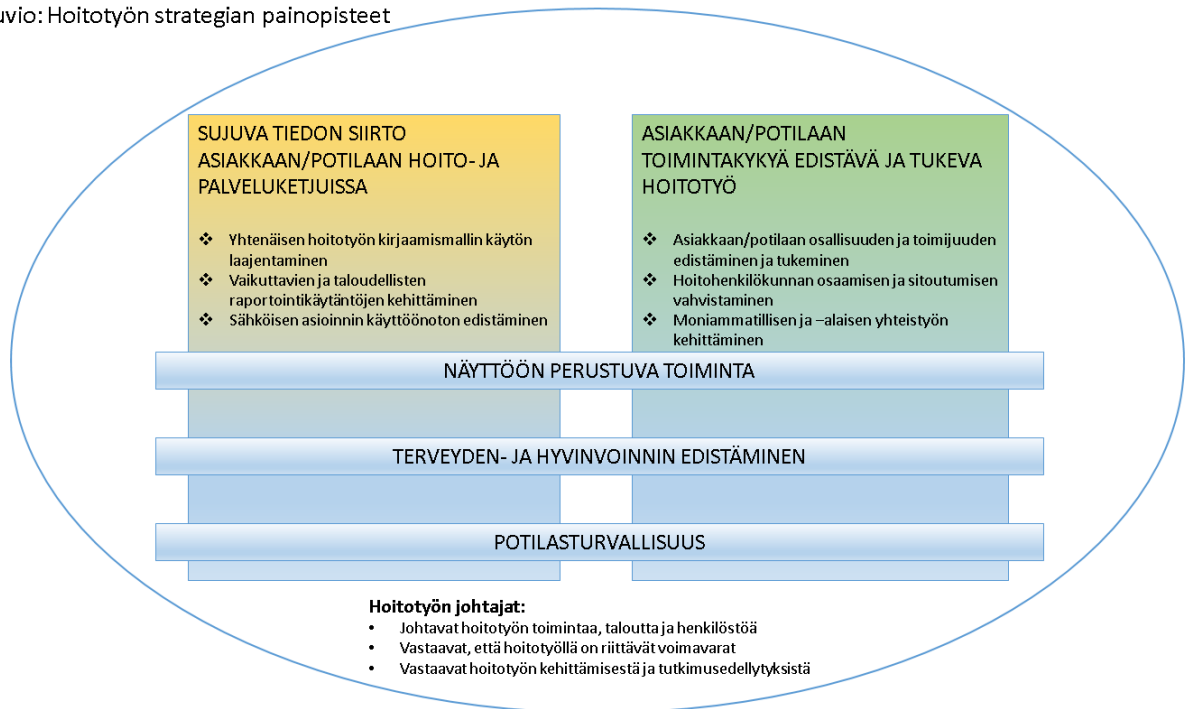 uvio: Hoitotyön strategian painopisteet
SUJUVA TIEDON SIIRTO
ASIAKKAAN/POTILAAN HOITO- JA
PALVELUKETJUISSA
❖ Yhtenäisen hoitotyön kirjaamismallin käytön
laajentaminen
❖ Vaikuttavien ja taloudellisten
raportointikäytäntöjen kehittäminen
❖ Sähköisen asioinnin käyttöönoton edistäminen
ASIAKKAAN/POTILAAN
TOIMINTAKYKYÄ EDISTÄVÄ JA TUKEVA
HOITOTYÖ
❖ Asiakkaan/potilaan osallisuuden ja toimijuuden
edistäminen ja tukeminen
❖ Hoitohenkilökunnan osaamisen ja sitoutumisen
vahvistaminen
❖ Moniammatillisen ja –alaisen yhteistyön
kehittäminen
NÄYTTÖÖN PERUSTUVA TOIMINTA
TERVEYDEN- JA HYVINVOINNIN EDISTÄMINEN
POTILASTURVALLISUUS
Hoitotyön johtajat:
• Johtavat hoitotyön toimintaa, taloutta ja henkilöstöä
• Vastaavat, että hoitotyöllä on riittävät voimavarat
• Vastaavat hoitotyön kehittämisestä ja tutkimusedellytyksistä